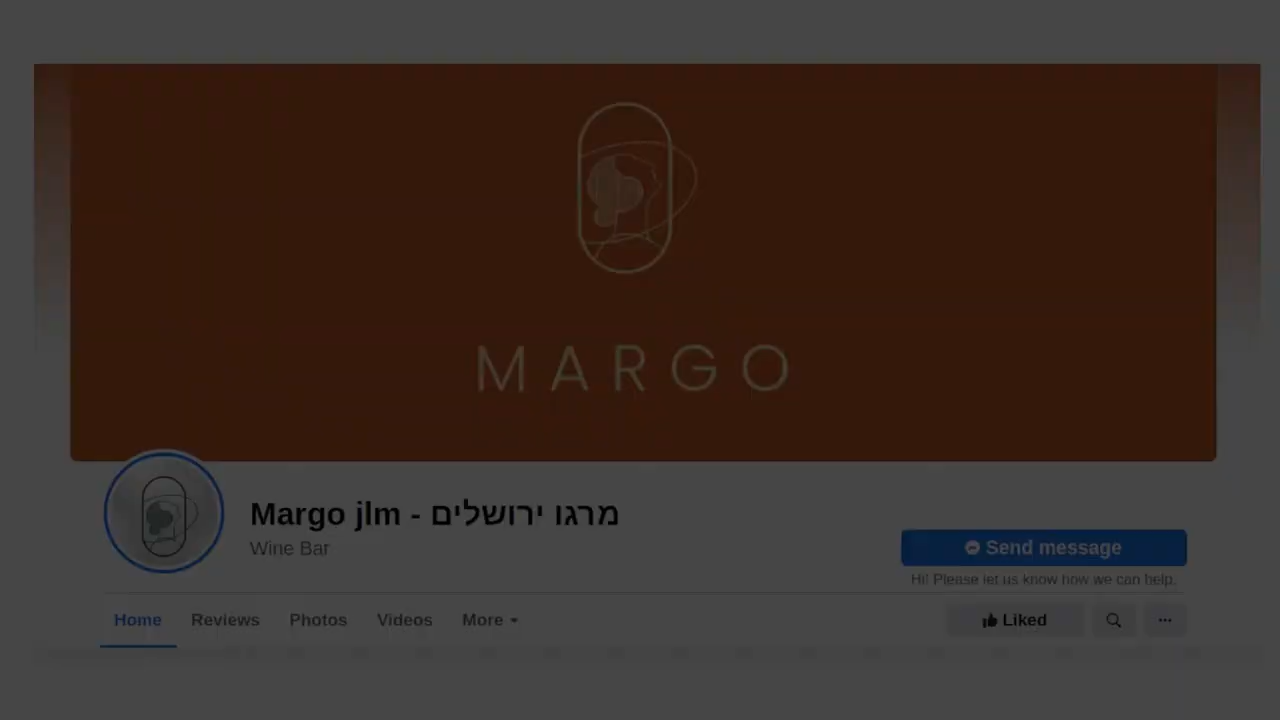 MARGO
Margo jlm - מרגו ירושלים
Wine Bar
Send message
Hi! Please let us know how we can help.
Home Reviews Photos Videos More
Liked